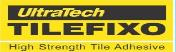 UltraTech
TILEFIXO
High Strength Tile Adhesive